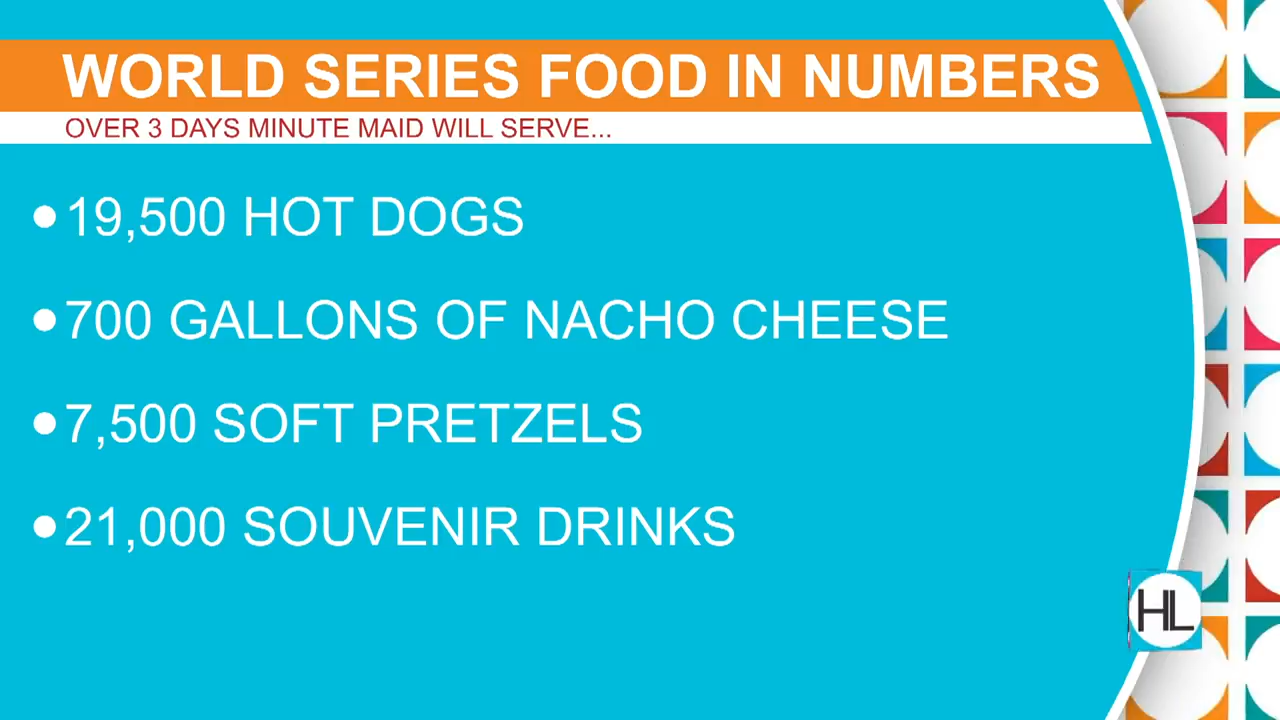 WORLD SERIES FOOD IN NUMBERS
OVER 3 DAYS MINUTE MAID WILL SERVE...
●19,500 HOT DOGS
●700 GALLONS OF NACHO CHEESE
●7,500 SOFT PRETZELS
●21,000 SOUVENIR DRINKS
HL